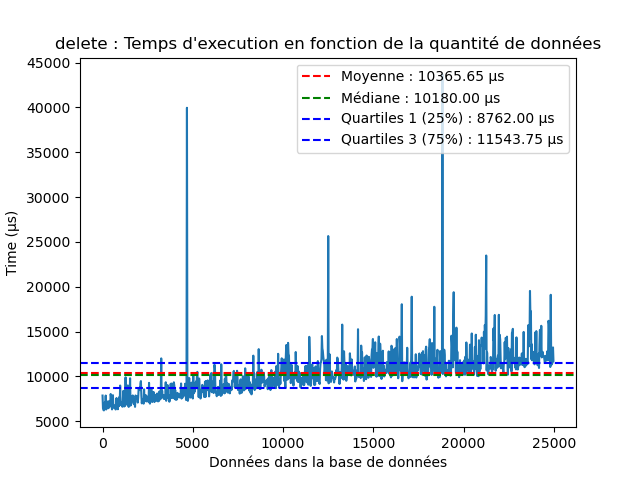 delete : Temps d'execution en fonction de la quantité de données
45000
40000
35000
30000
25000
20000
15000
10000
5000
Time (µs)
Moyenne : 10365.65 µs
Médiane : 10180.00 µs
Quartiles 1 (25%) : 8762.00 µs
Quartiles 3 (75%) : 11543.75 µs
0 5000 10000 15000 20000 25000
Données dans la base de données